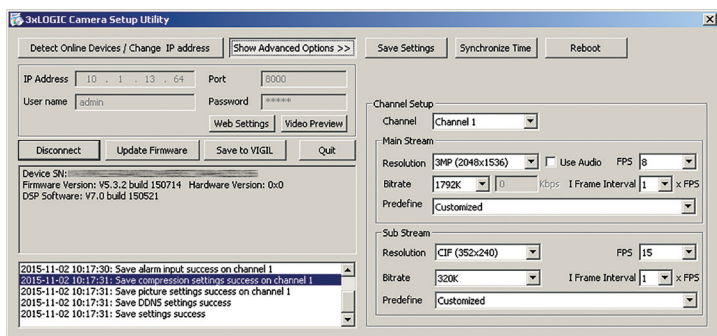 3xLOGIC Camera Setup Utility
Detect Online Devices / Change IP address
Show Advanced Options >>
Save Settings
Synchronize Time
Reboot
IP Address 10 . 1 . 13 . 64 Port 8000
User name admin Password *****
Web Settings Video Preview
Disconnect Update Firmware Save to VIGIL Quit
Device SN:
Firmware Version: V5.3.2 build 150714 Hardware Version: 0x0
DSP Software: V7.0 build 150521
2015-11-02 10:17:30: Save alarm input success on channel 1
2015-11-02 10:17:31: Save compression settings success on channel 1
2015-11-02 10:17:31: Save picture settings success on channel 1
2015-11-02 10:17:31: Save DDNS settings success
2015-11-02 10:17:31: Save settings success
Channel Setup
Channel Channel 1
Main Stream
Resolution 3MP (2048x1536) Use Audio FPS 8
Bitrate 1792K 0 Kbps I Frame Interval 1 x FPS
Predefine Customized
Sub Stream
Resolution CIF (352x240) FPS 15
Bitrate 320K I Frame Interval 1 x FPS
Predefine Customized